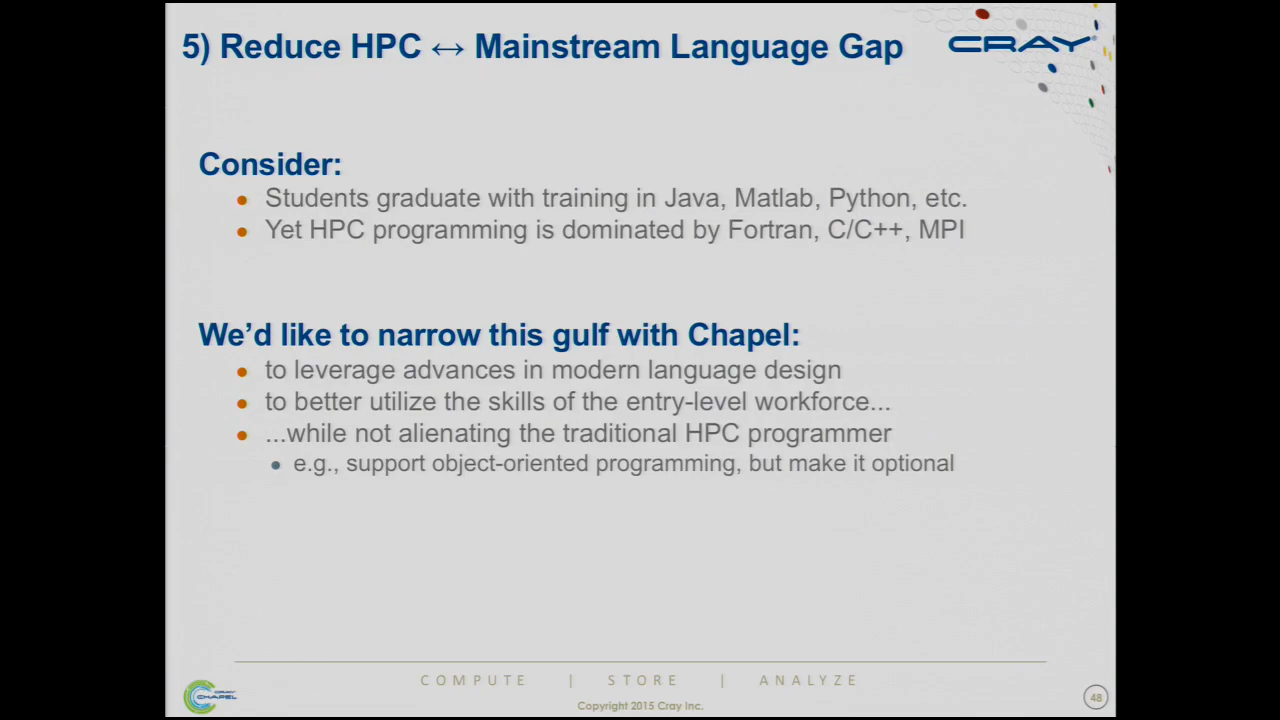 5) Reduce HPC ↔ Mainstream Language Gap
CRAY
Consider:
Students graduate with training in Java, Matlab, Python, etc.
Yet HPC programming is dominated by Fortran, C/C++, MPI
We'd like to narrow this gulf with Chapel:
to leverage advances in modern language design
to better utilize the skills of the entry-level workforce...
...while not alienating the traditional HPC programmer
e.g., support object-oriented programming, but make it optional
COMPUTE | STORE | ANALYZE
CRAY
CHAPEL
Copyright 2015 Cray Inc.
48